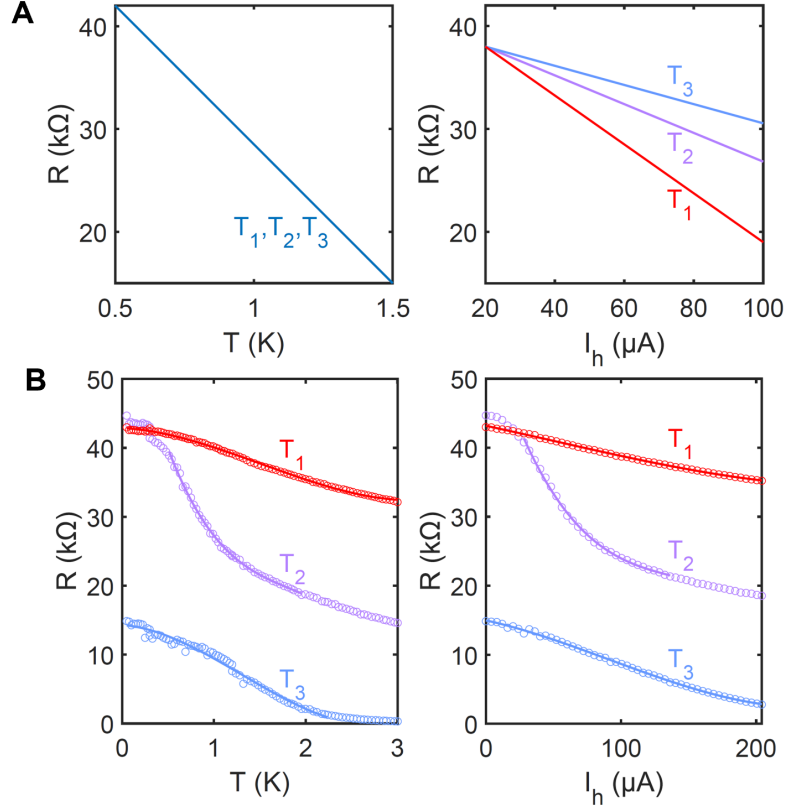 A
R (kΩ)
40
30
20
T₁,T₂,T₃
0.5 1 1.5
T (K)
R (kΩ)
40
30
20
T₃
T₂
T₁
20 40 60 80 100
Iₕ (μA)
B
R (kΩ)
50
40
30
20
10
0
T₁
T₂
T₃
0 1 2 3
T (K)
R (kΩ)
50
40
30
20
10
0
T₁
T₂
T₃
0 100 200
Iₕ (μA)